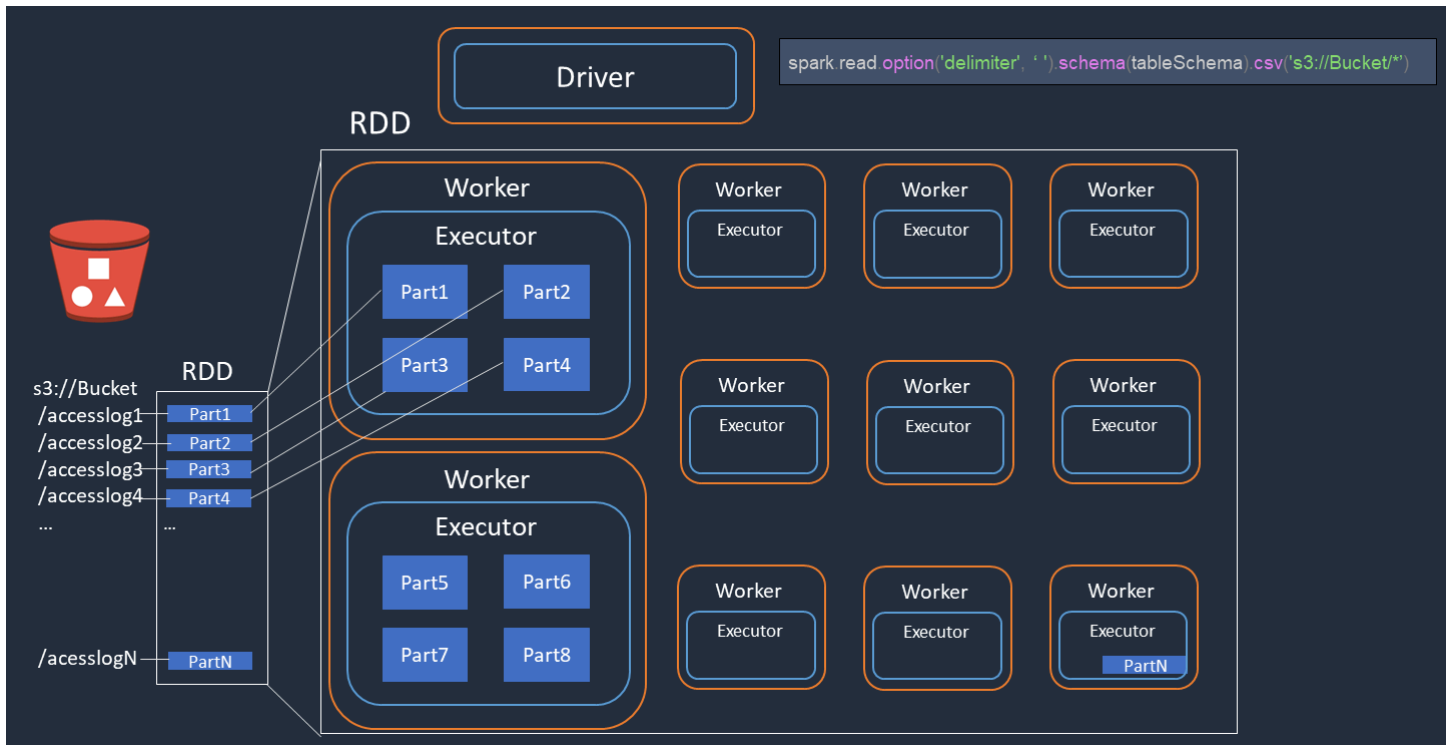 Driver
spark.read.option('delimiter', ‘ ’).schema(tableSchema).csv('s3://Bucket/*’)
RDD
Worker
Executor
Part1
Part2
Part3
Part4
Worker
Executor
Worker
Executor
Worker
Executor
RDD
s3://Bucket
/accesslog1
Part1
/accesslog2
Part2
/accesslog3
Part3
/accesslog4
Part4
...
...
/acesslogN
PartN
Worker
Executor
Worker
Executor
Worker
Executor
Worker
Executor
Part5
Part6
Part7
Part8
Worker
Executor
Worker
Executor
Worker
Executor
PartN